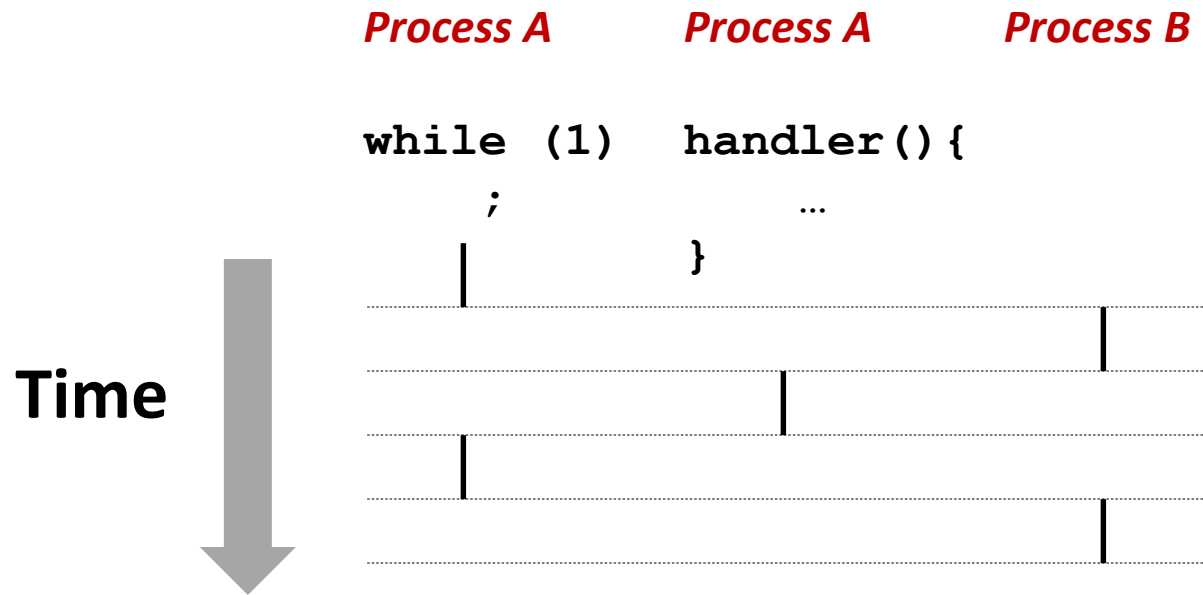 Process A Process A Process B
while (1) handler(){
; …
}
Time